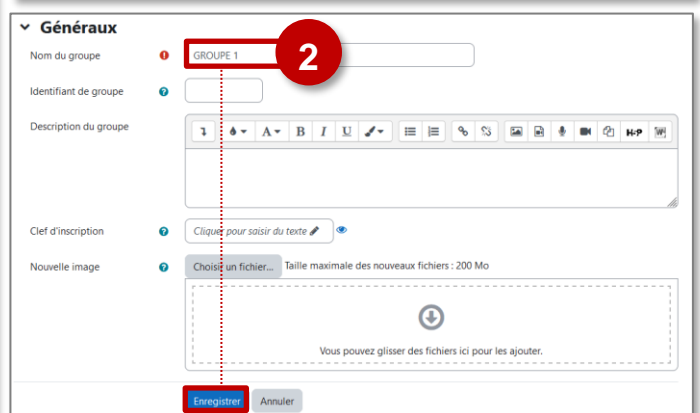 Généraux
Nom du groupe GROUPE 1 2
Identifiant de groupe
Description du groupe
A B I U H-P W
Clef d'inscription Cliquer pour saisir du texte
Nouvelle image Choisir un fichier... Taille maximale des nouveaux fichiers : 200 Mo
Vous pouvez glisser des fichiers ici pour les ajouter.
Enregistrer Annuler